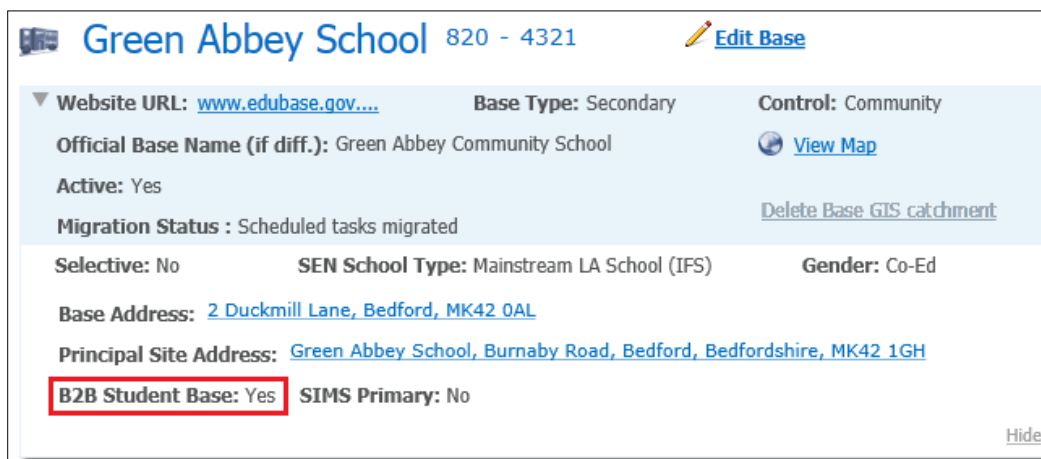 Green Abbey School 820 - 4321 Edit Base
Website URL: www.edubase.gov.... Base Type: Secondary Control: Community
Official Base Name (if diff.): Green Abbey Community School View Map
Active: Yes
Delete Base GIS catchment
Migration Status : Scheduled tasks migrated
Selective: No SEN School Type: Mainstream LA School (IFS) Gender: Co-Ed
Base Address: 2 Duckmill Lane, Bedford, MK42 0AL
Principal Site Address: Green Abbey School, Burnaby Road, Bedford, Bedfordshire, MK42 1GH
B2B Student Base: Yes SIMS Primary: No
Hide